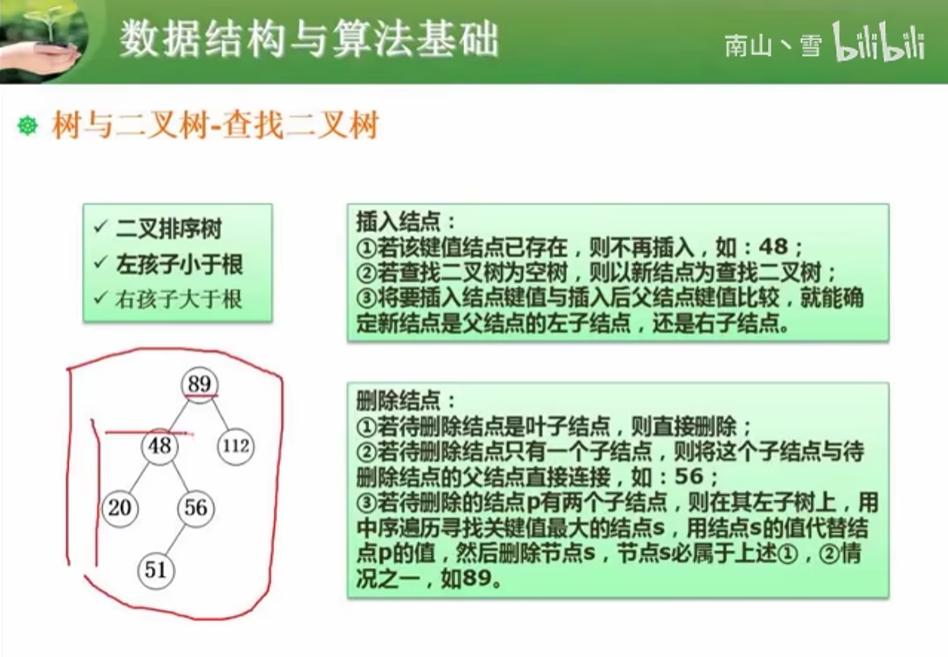 数据结构与算法基础
南山丶雪 bilibili
树与二叉树-查找二叉树
✓ 二叉排序树
✓ 左孩子小于根
✓ 右孩子大于根
插入结点：
①若该键值结点已存在，则不再插入，如：48；
②若查找二叉树为空树，则以新结点为查找二叉树；
③将要插入结点键值与插入后父结点键值比较，就能确
定新结点是父结点的左子结点，还是右子结点。
89
48
112
20
56
51
删除结点：
①若待删除结点是叶子结点，则直接删除；
②若待删除结点只有一个子结点，则将这个子结点与待
删除结点的父结点直接连接，如：56；
③若待删除的结点p有两个子结点，则在其左子树上，用
中序遍历寻找关键值最大的结点s，用结点s的值代替结
点p的值，然后删除节点s，节点s必属于上述①，②情
况之一，如89。